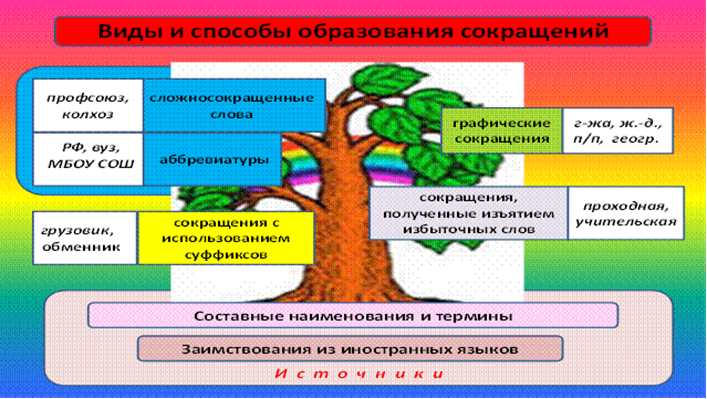 Виды и способы образования сокращений
профсоюз,
колхоз
сложносокращенные
слова
РФ, вуз,
МБОУ СОШ
аббревиатуры
грузовик,
обменник
сокращения с
использованием
суффиксов
графические
сокращения
г-жа, ж.-д.,
п/п, геогр.
сокращения,
полученные изъятием
избыточных слов
проходная,
учительская
Составные наименования и термины
Заимствования из иностранных языков
Источники